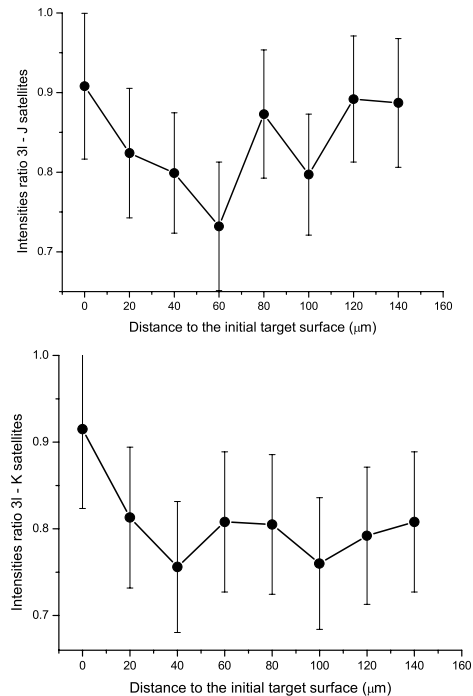 Intensities ratio 3l - J satellites
1.0
0.9
0.8
0.7
0 20 40 60 80 100 120 140 160
Distance to the initial target surface (μm)
Intensities ratio 3l - K satellites
1.0
0.9
0.8
0.7
0 20 40 60 80 100 120 140 160
Distance to the initial target surface (μm)